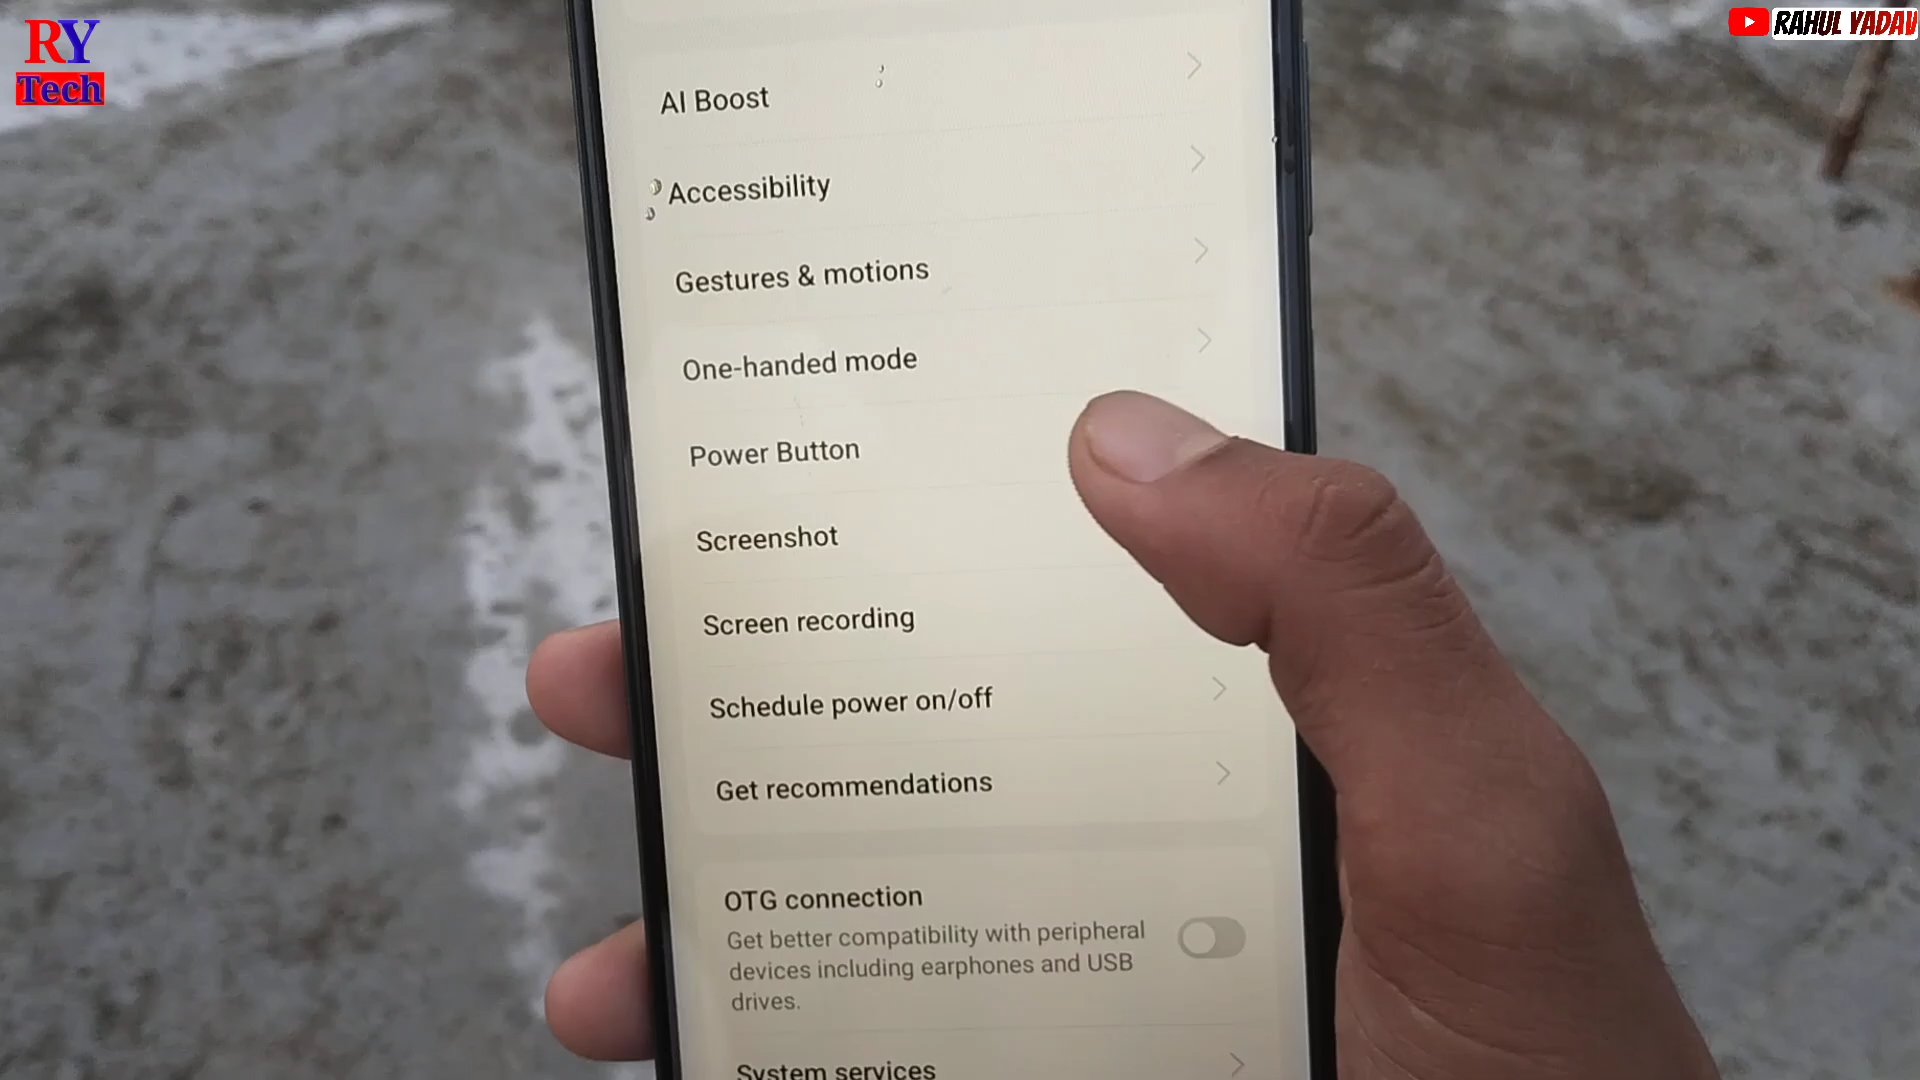 RY
Tech
RAHUL YADAV
AI Boost
Accessibility
Gestures & motions
One-handed mode
Power Button
Screenshot
Screen recording
Schedule power on/off
Get recommendations
OTG connection
Get better compatibility with peripheral
devices including earphones and USB
drives.
System services